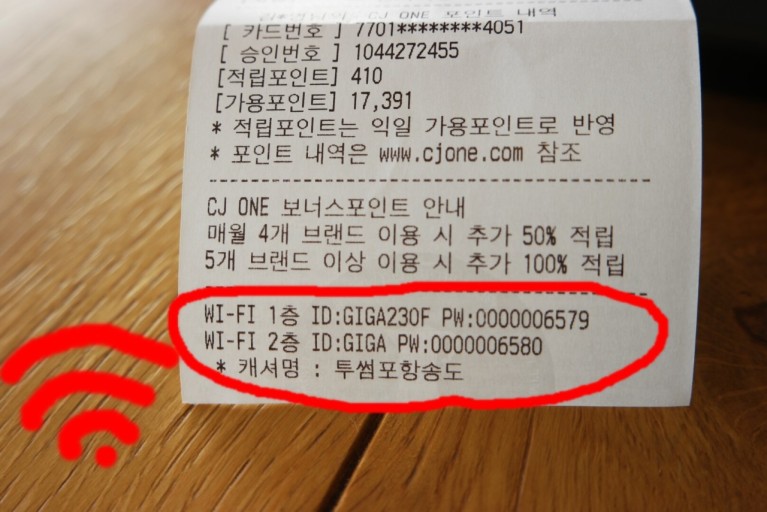 CJ ONE 포인트 내역
[ 카드번호 ] 7701********4051
[ 승인번호 ] 1044272455
[적립포인트] 410
[가용포인트] 17,391
* 적립포인트는 익일 가용포인트로 반영
* 포인트 내역은 www.cjone.com 참조
CJ ONE 보너스포인트 안내
매월 4개 브랜드 이용 시 추가 50% 적립
5개 브랜드 이상 이용 시 추가 100% 적립
WI-FI 1층 ID:GIGA230F PW:0000006579
WI-FI 2층 ID:GIGA PW:0000006580
* 캐셔명 : 투썸포항송도